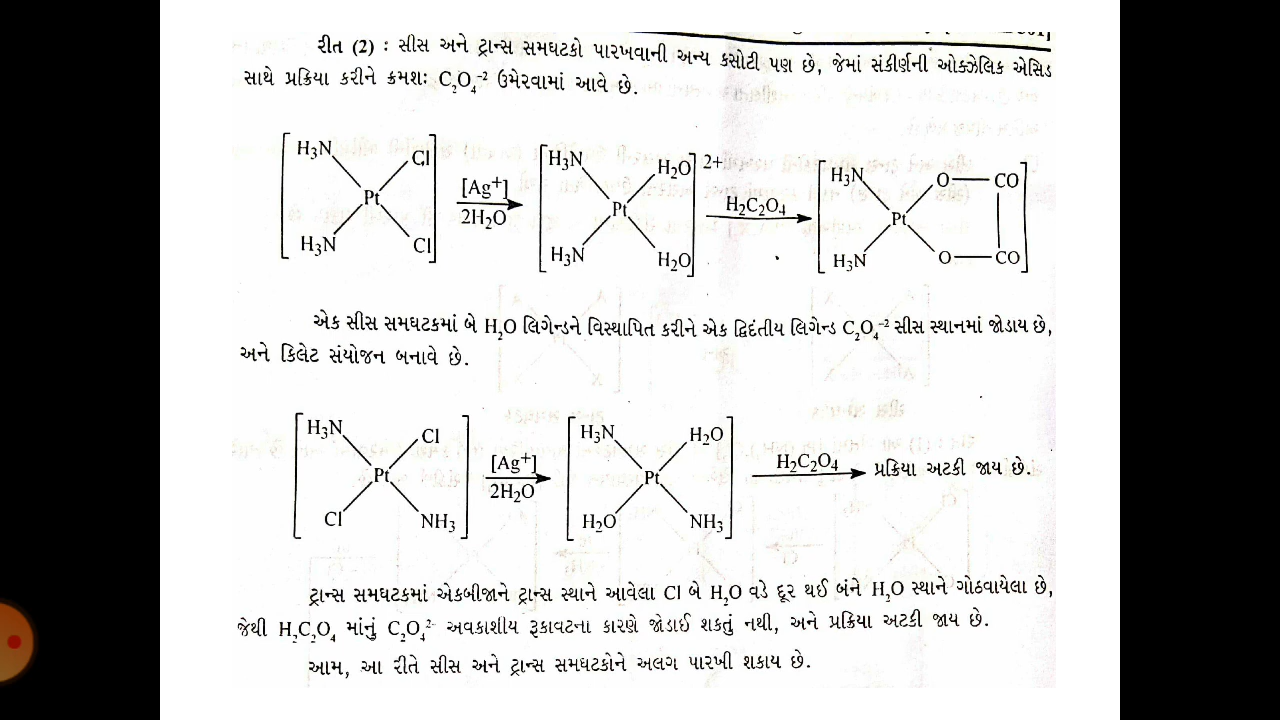 રીત (2) : સીસ અને ટ્રાન્સ સમઘટકો પારખવાની અન્ય કસોટી પણ છે, જેમાં સંકીર્ણની ઓક્ઝેલિક એસિડ
સાથે પ્રક્રિયા કરીને ક્રમશઃ C₂O₄⁻² ઉમેરવામાં આવે છે.
H₃N Cl Pt H₃N Cl [Ag⁺] 2H₂O H₃N H₂O Pt H₃N H₂O 2+ H₂C₂O₄ H₃N O CO Pt H₃N O CO
એક સીસ સમઘટકમાં બે H₂O લિગેન્ડને વિસ્થાપિત કરીને એક દ્વિદંતીય લિગેન્ડ C₂O₄⁻² સીસ સ્થાનમાં જોડાય છે,
અને કિલેટ સંયોજન બનાવે છે.
H₃N Cl Pt Cl NH₃ [Ag⁺] 2H₂O H₃N H₂O Pt H₂O NH₃ H₂C₂O₄ પ્રક્રિયા અટકી જાય છે.
ટ્રાન્સ સમઘટકમાં એકબીજાને ટ્રાન્સ સ્થાને આવેલા Cl બે H₂O વડે દૂર થઈ બંને H₂O સ્થાને ગોઠવાયેલા છે,
જેથી H₂C₂O₄ માંનું C₂O₄²⁻ અવકાશીય રૂકાવટના કારણે જોડાઈ શકતું નથી, અને પ્રક્રિયા અટકી જાય છે.
આમ, આ રીતે સીસ અને ટ્રાન્સ સમઘટકોને અલગ પારખી શકાય છે.